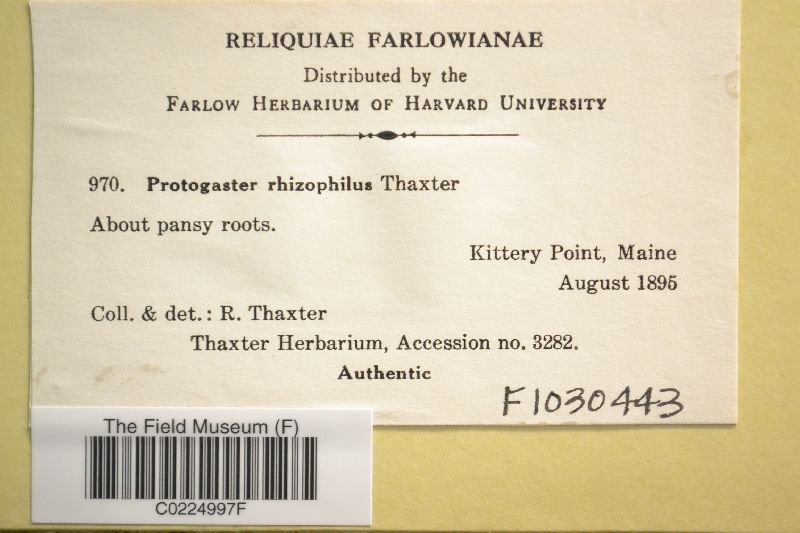 RELIQUIAE FARLOWIANAE
Distributed by the
FARLOW HERBARIUM OF HARVARD UNIVERSITY
970. Protogaster rhizophilus Thaxter
About pansy roots.
Kittery Point, Maine
August 1895
Coll. & det.: R. Thaxter
Thaxter Herbarium, Accession no. 3282.
Authentic
F1030443
The Field Museum (F)
C0224997F